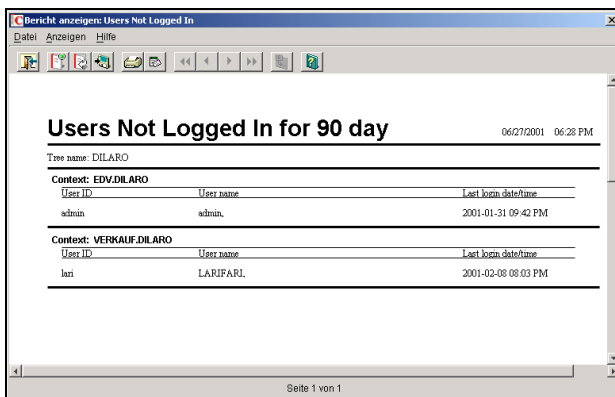 Bericht anzeigen: Users Not Logged In
Datei Anzeigen Hilfe
Users Not Logged In for 90 day 06/27/2001 06:28 PM
Tree name: DILARO
Context: EDV.DILARO
User ID User name Last login date/time
admin admin, 2001-01-31 09:42 PM
Context: VERKAUF.DILARO
User ID User name Last login date/time
lari LARIFARI, 2001-02-08 08:03 PM
Seite 1 von 1